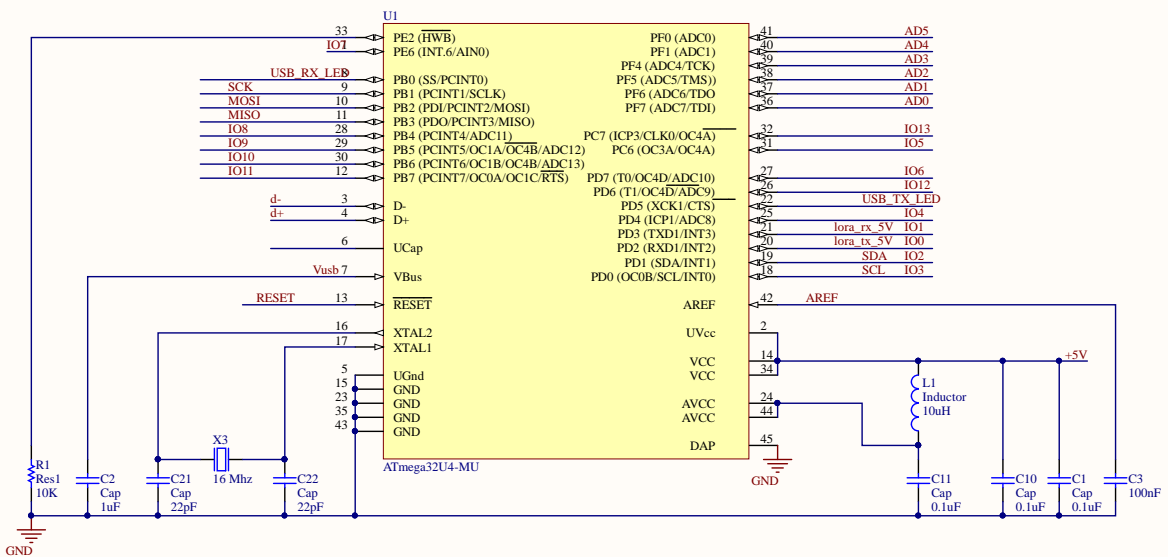 U1
33 PE2 (HWB) PF0 (ADC0) 41 AD5
IO7 1 PE6 (INT.6/AIN0) PF1 (ADC1) 40 AD4
PF4 (ADC4/TCK) 39 AD3
USB_RX_LED 8 PB0 (SS/PCINT0) PF5 (ADC5/TMS)) 38 AD2
SCK 9 PB1 (PCINT1/SCLK) PF6 (ADC6/TDO 37 AD1
MOSI 10 PB2 (PDI/PCINT2/MOSI) PF7 (ADC7/TDI) 36 AD0
MISO 11 PB3 (PDO/PCINT3/MISO)
IO8 28 PB4 (PCINT4/ADC11) PC7 (ICP3/CLK0/OC4A) 32 IO13
IO9 29 PB5 (PCINT5/OC1A/OC4B/ADC12) PC6 (OC3A/OC4A) 31 IO5
IO10 30 PB6 (PCINT6/OC1B/OC4B/ADC13)
IO11 12 PB7 (PCINT7/OC0A/OC1C/RTS) PD7 (T0/OC4D/ADC10) 27 IO6
PD6 (T1/OC4D/ADC9) 26 IO12
d- 3 D- PD5 (XCK1/CTS) 22 USB_TX_LED
d+ 4 D+ PD4 (ICP1/ADC8) 25 IO4
PD3 (TXD1/INT3) 21 lora_rx_5V IO1
6 UCap PD2 (RXD1/INT2) 20 lora_tx_5V IO0
PD1 (SDA/INT1) 19 SDA IO2
Vusb 7 VBus PD0 (OC0B/SCL/INT0) 18 SCL IO3
RESET 13 RESET AREF 42 AREF
16 XTAL2 UVcc 2
17 XTAL1
VCC 14 +5V
5 UGnd VCC 34
15 GND
23 GND AVCC 24
35 GND AVCC 44
43 GND
DAP 45
GND
ATmega32U4-MU
L1
Inductor
10uH
X3
16 Mhz
R1
Res1
10K
C2
Cap
1uF
C21
Cap
22pF
C22
Cap
22pF
C11
Cap
0.1uF
C10
Cap
0.1uF
C1
Cap
0.1uF
C3
100nF
GND